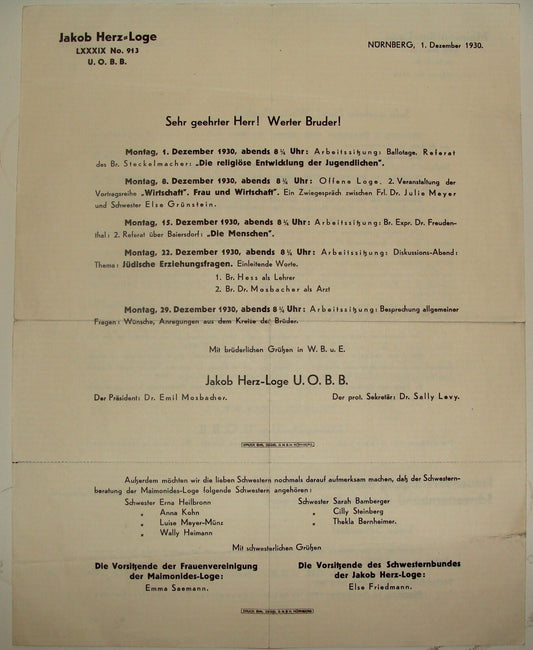 Jakob Herz-Loge
LXXXIX No. 913
U. O. B. B.
NÜRNBERG, 1. Dezember 1930.
Sehr geehrter Herr! Werter Bruder!
Montag, 1. Dezember 1930, abends 8¼ Uhr: Arbeitssitzung: Ballotage. Referat
des Br. Steckelmacher: „Die religiöse Entwicklung der Jugendlichen“.
Montag, 8. Dezember 1930, abends 8¼ Uhr: Offene Loge. 2. Veranstaltung der
Vortragsreihe „Wirtschaft“. Frau und Wirtschaft“. Ein Zwiegespräch zwischen Frl. Dr. Julie Meyer
und Schwester Else Grünstein.
Montag, 15. Dezember 1930, abends 8¼ Uhr: Arbeitssitzung: Br. Expr. Dr. Freuden-
thal: 2. Referat über Baiersdorf: „Die Menschen“.
Montag, 22. Dezember 1930, abends 8¼ Uhr: Arbeitssitzung: Diskussions-Abend:
Thema: Jüdische Erziehungsfragen. Einleitende Worte.
1. Br. Hess als Lehrer
2. Br. Dr. Mosbacher als Arzt
Montag, 29. Dezember 1930, abends 8¼ Uhr: Arbeitssitzung: Besprechung allgemeiner
Fragen: Wünsche, Anregungen aus dem Kreise der Brüder.
Mit brüderlichen Grüßen in W. B. u. E.
Jakob Herz-Loge U. O. B. B.
Der Präsident: Dr. Emil Mosbacher.
Der prot. Sekretär: Dr. Sally Levy.
Außerdem möchten wir die lieben Schwestern nochmals darauf aufmerksam machen, daß der Schwestern-
beratung der Maimonides-Loge folgende Schwestern angehören:
Schwester Erna Heilbronn
„ Anna Kohn
„ Luise Meyer-Münz
„ Wally Heimann
Schwester Sarah Bamberger
„ Cilly Steinberg
„ Thekla Bernheimer.
Mit schwesterlichen Grüßen
Die Vorsitzende der Frauenvereinigung
der Maimonides-Loge:
Emma Seemann.
Die Vorsitzende des Schwesternbundes
der Jakob Herz-Loge:
Else Friedmann.